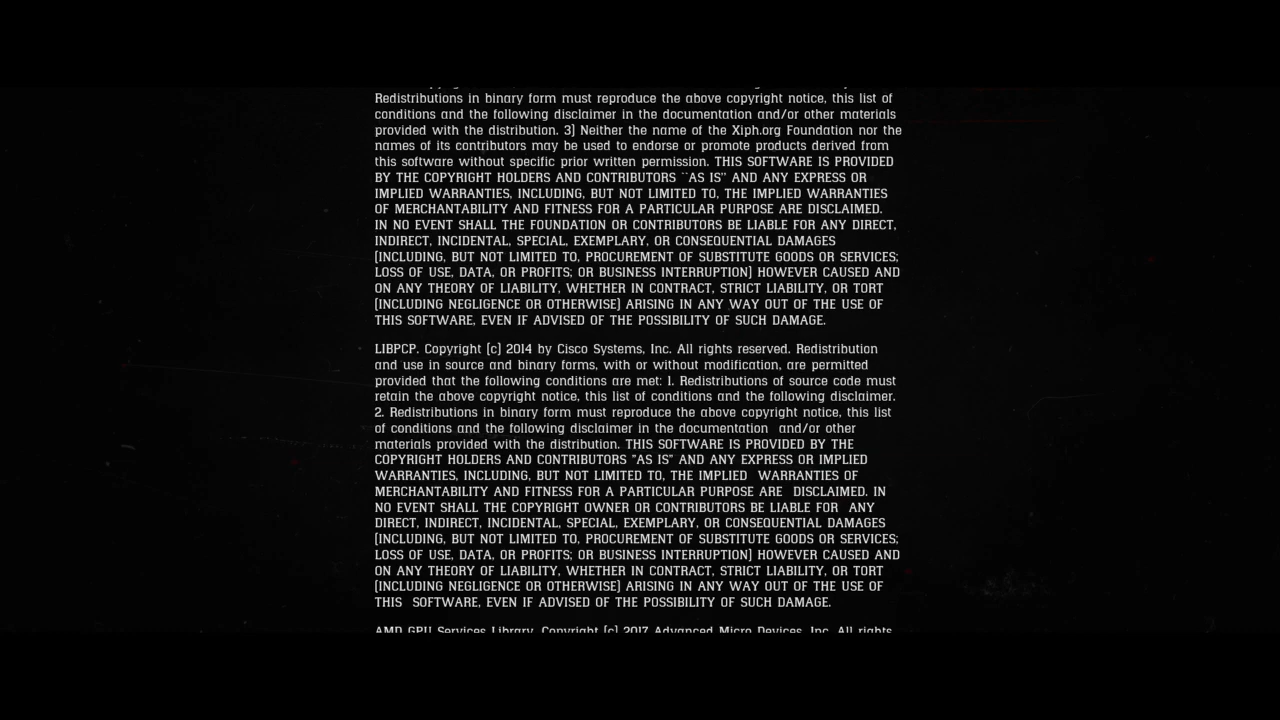 Redistributions in binary form must reproduce the above copyright notice, this list of
conditions and the following disclaimer in the documentation and/or other materials
provided with the distribution. 3] Neither the name of the Xiph.org Foundation nor the
names of its contributors may be used to endorse or promote products derived from
this software without specific prior written permission. THIS SOFTWARE IS PROVIDED
BY THE COPYRIGHT HOLDERS AND CONTRIBUTORS ``AS IS'' AND ANY EXPRESS OR
IMPLIED WARRANTIES, INCLUDING, BUT NOT LIMITED TO, THE IMPLIED WARRANTIES
OF MERCHANTABILITY AND FITNESS FOR A PARTICULAR PURPOSE ARE DISCLAIMED.
IN NO EVENT SHALL THE FOUNDATION OR CONTRIBUTORS BE LIABLE FOR ANY DIRECT,
INDIRECT, INCIDENTAL, SPECIAL, EXEMPLARY, OR CONSEQUENTIAL DAMAGES
[INCLUDING, BUT NOT LIMITED TO, PROCUREMENT OF SUBSTITUTE GOODS OR SERVICES;
LOSS OF USE, DATA, OR PROFITS; OR BUSINESS INTERRUPTION] HOWEVER CAUSED AND
ON ANY THEORY OF LIABILITY, WHETHER IN CONTRACT, STRICT LIABILITY, OR TORT
[INCLUDING NEGLIGENCE OR OTHERWISE] ARISING IN ANY WAY OUT OF THE USE OF
THIS SOFTWARE, EVEN IF ADVISED OF THE POSSIBILITY OF SUCH DAMAGE.
LIBPCP. Copyright [c] 2014 by Cisco Systems, Inc. All rights reserved. Redistribution
and use in source and binary forms, with or without modification, are permitted
provided that the following conditions are met: 1. Redistributions of source code must
retain the above copyright notice, this list of conditions and the following disclaimer.
2. Redistributions in binary form must reproduce the above copyright notice, this list
of conditions and the following disclaimer in the documentation  and/or other
materials provided with the distribution. THIS SOFTWARE IS PROVIDED BY THE
COPYRIGHT HOLDERS AND CONTRIBUTORS "AS IS" AND ANY EXPRESS OR IMPLIED
WARRANTIES, INCLUDING, BUT NOT LIMITED TO, THE IMPLIED  WARRANTIES OF
MERCHANTABILITY AND FITNESS FOR A PARTICULAR PURPOSE ARE  DISCLAIMED. IN
NO EVENT SHALL THE COPYRIGHT OWNER OR CONTRIBUTORS BE LIABLE FOR  ANY
DIRECT, INDIRECT, INCIDENTAL, SPECIAL, EXEMPLARY, OR CONSEQUENTIAL DAMAGES
[INCLUDING, BUT NOT LIMITED TO, PROCUREMENT OF SUBSTITUTE GOODS OR SERVICES;
LOSS OF USE, DATA, OR PROFITS; OR BUSINESS INTERRUPTION] HOWEVER CAUSED AND
ON ANY THEORY OF LIABILITY, WHETHER IN CONTRACT, STRICT LIABILITY, OR TORT
[INCLUDING NEGLIGENCE OR OTHERWISE] ARISING IN ANY WAY OUT OF THE USE OF
THIS  SOFTWARE, EVEN IF ADVISED OF THE POSSIBILITY OF SUCH DAMAGE.
AMD GPU Services Library. Copyright [c] 2017 Advanced Micro Devices, Inc. All rights